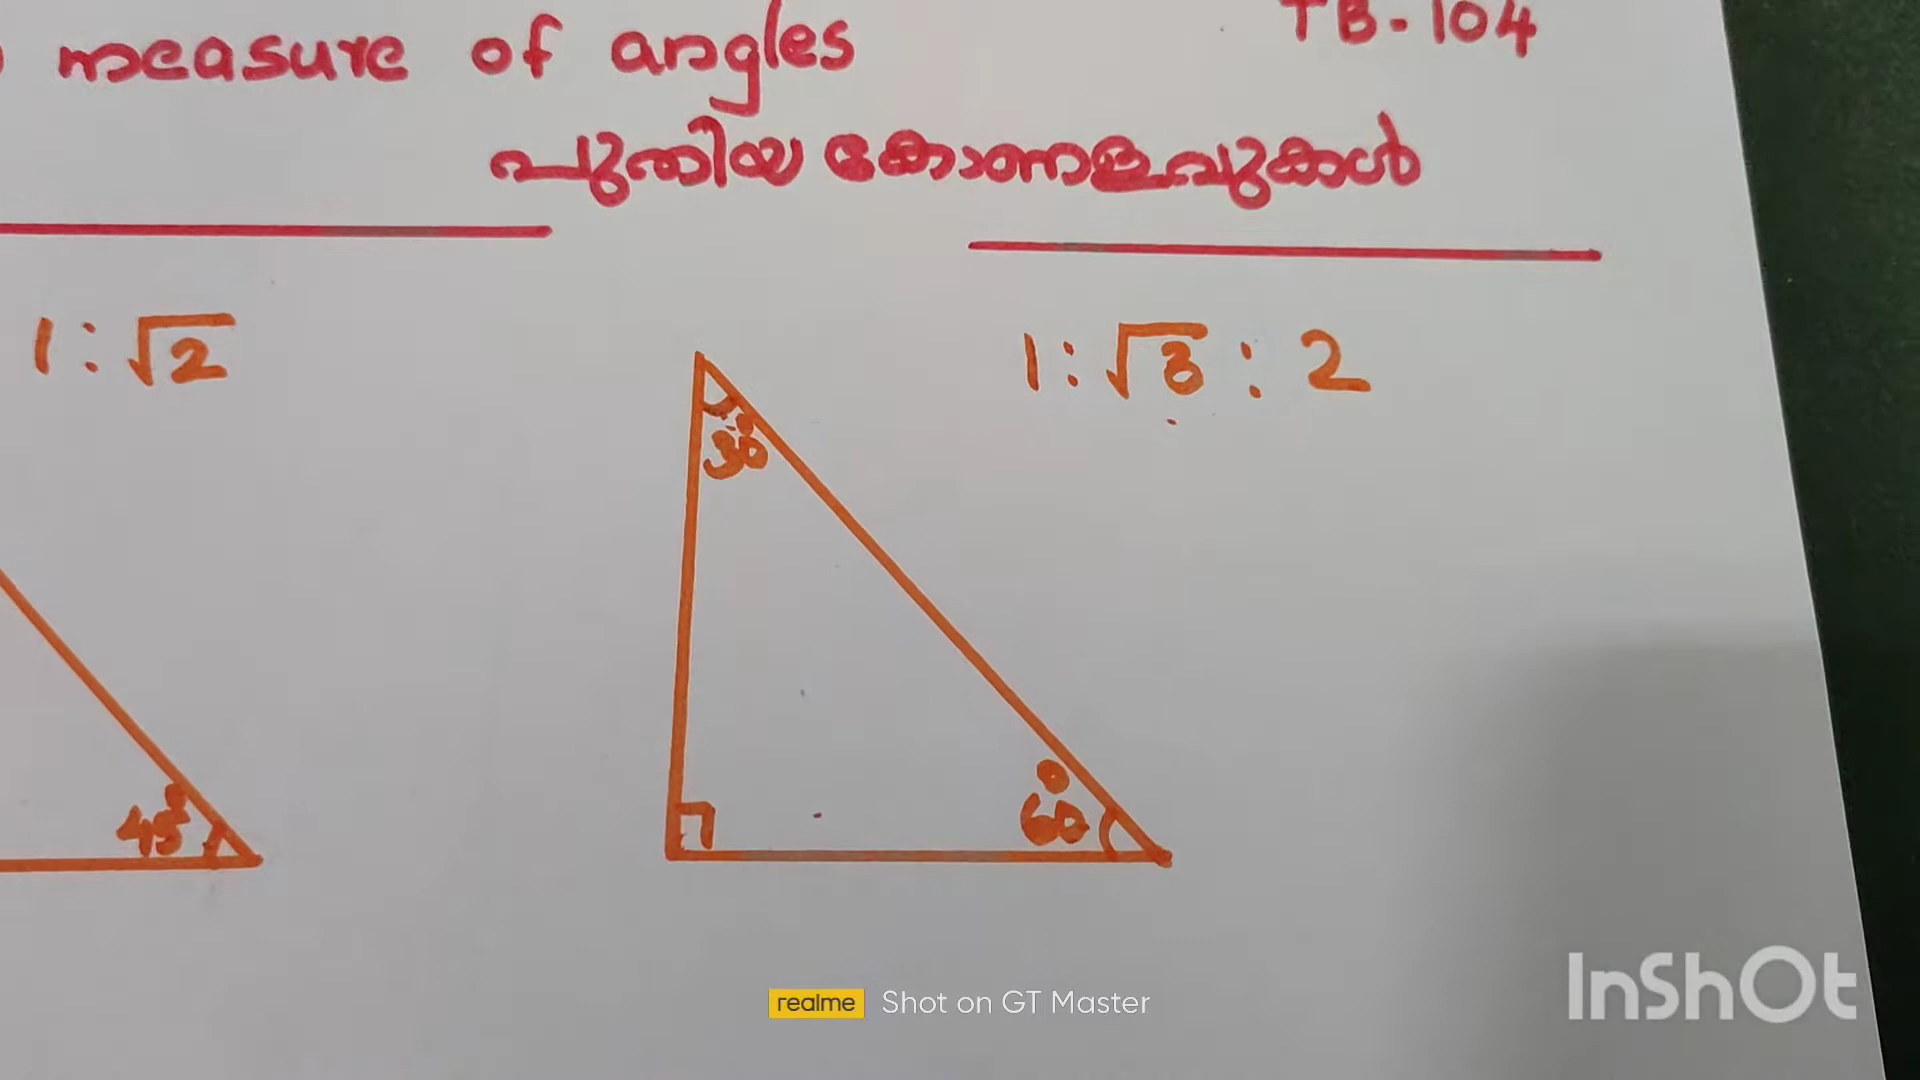 measure of angles
TB-104
പുതിയ കോണളവുകൾ
1 : √2
1 : √3 : 2
30°
45°
60°
realme Shot on GT Master
InShOt